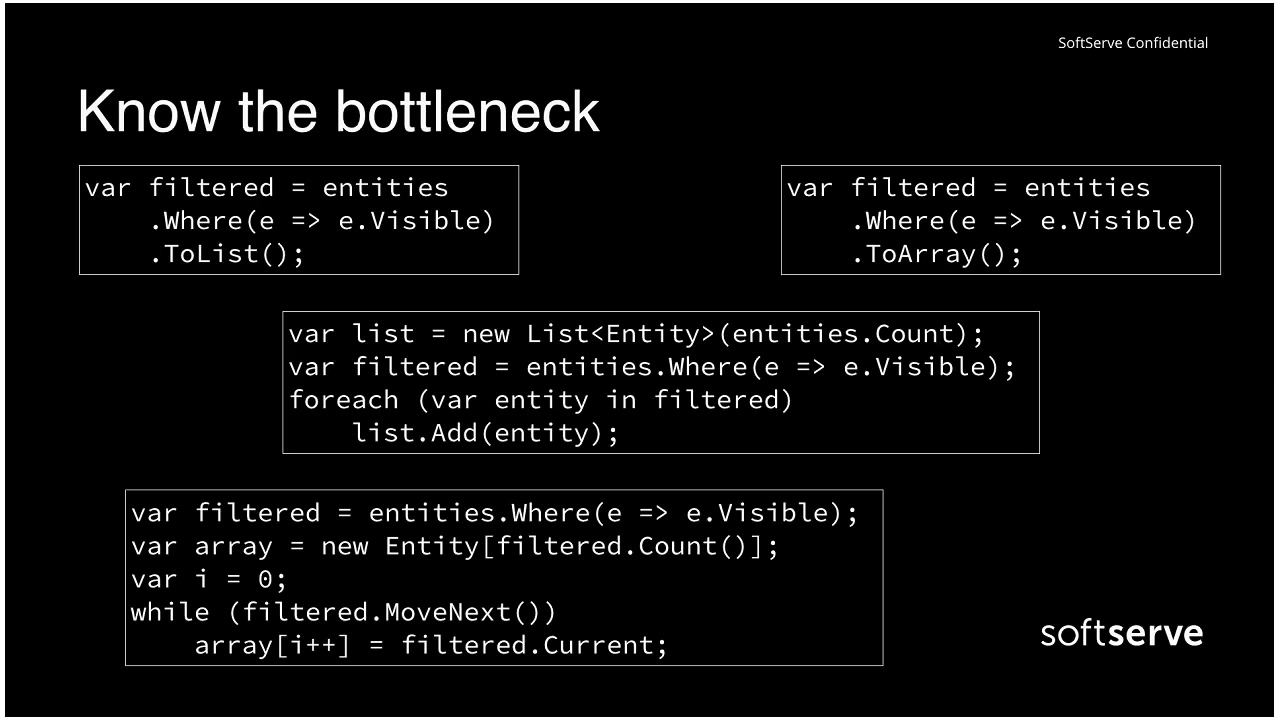 SoftServe Confidential
Know the bottleneck
var filtered = entities
    .Where(e => e.Visible)
    .ToList();
var filtered = entities
    .Where(e => e.Visible)
    .ToArray();
var list = new List<Entity>(entities.Count);
var filtered = entities.Where(e => e.Visible);
foreach (var entity in filtered)
    list.Add(entity);
var filtered = entities.Where(e => e.Visible);
var array = new Entity[filtered.Count()];
var i = 0;
while (filtered.MoveNext())
    array[i++] = filtered.Current;
softserve